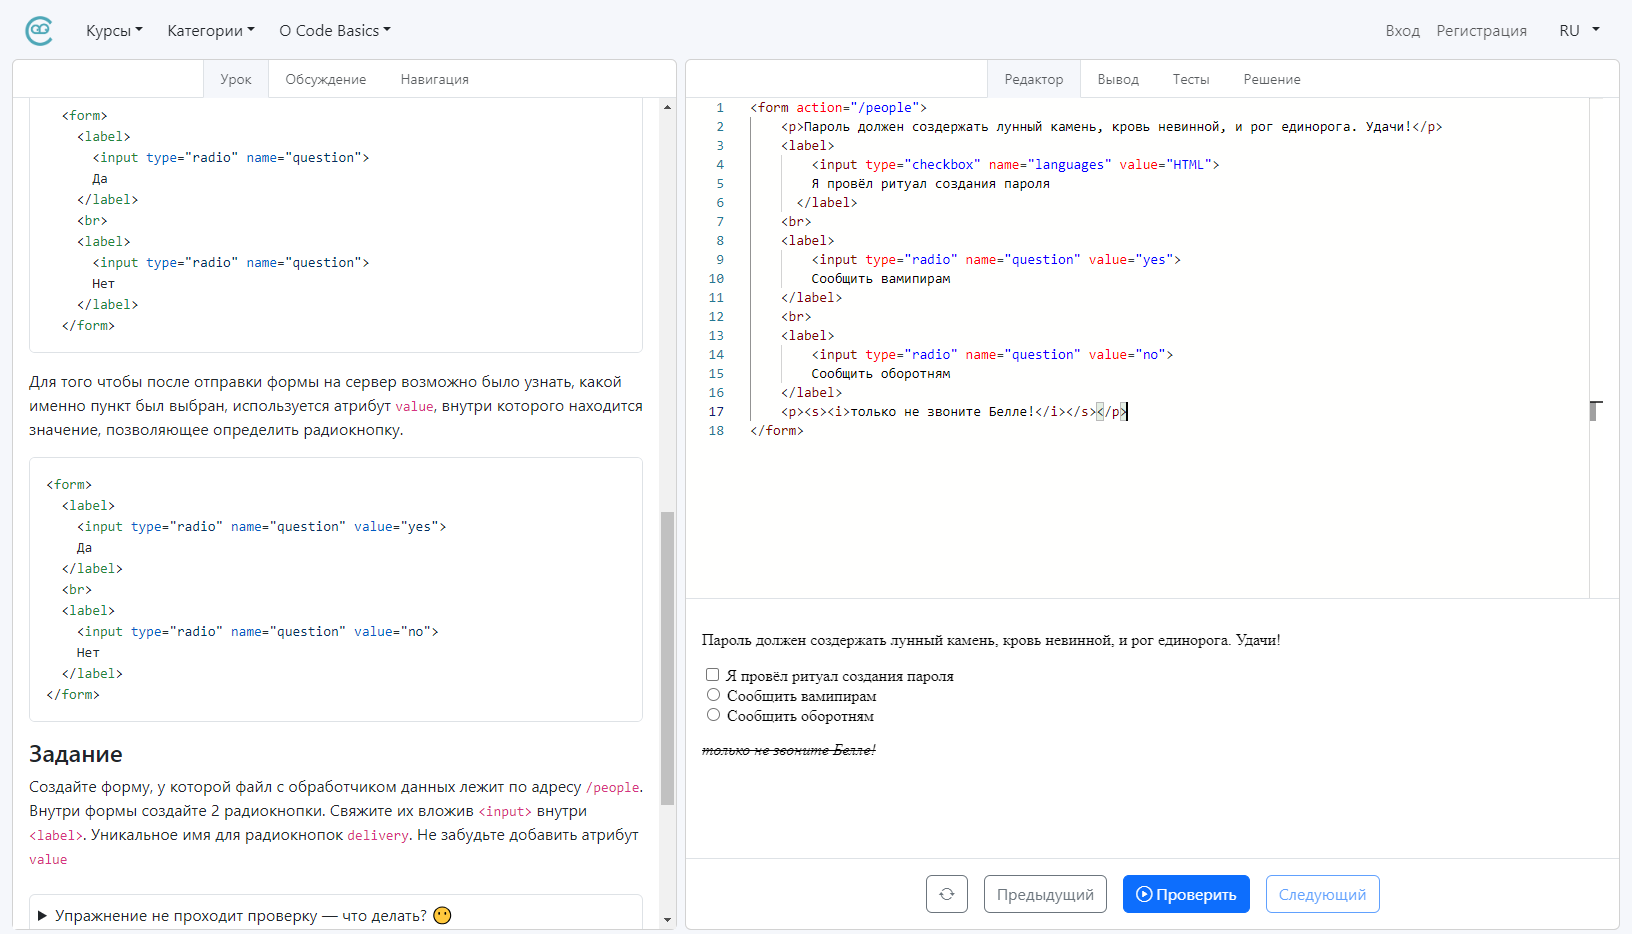 Курсы Категории О Code Basics Вход Регистрация RU
Урок Обсуждение Навигация
<form>
<label>
<input type="radio" name="question">
Да
</label>
<br>
<label>
<input type="radio" name="question">
Нет
</label>
</form>
Для того чтобы после отправки формы на сервер возможно было узнать, какой
именно пункт был выбран, используется атрибут value, внутри которого находится
значение, позволяющее определить радиокнопку.
<form>
<label>
<input type="radio" name="question" value="yes">
Да
</label>
<br>
<label>
<input type="radio" name="question" value="no">
Нет
</label>
</form>
Задание
Создайте форму, у которой файл с обработчиком данных лежит по адресу /people.
Внутри формы создайте 2 радиокнопки. Свяжите их вложив <input> внутри
<label>. Уникальное имя для радиокнопок delivery. Не забудьте добавить атрибут
value
Упражнение не проходит проверку — что делать? 😶
Редактор Вывод Тесты Решение
1 <form action="/people">
2 <p>Пароль должен создержать лунный камень, кровь невинной, и рог единорога. Удачи!</p>
3 <label>
4 <input type="checkbox" name="languages" value="HTML">
5 Я провёл ритуал создания пароля
6 </label>
7 <br>
8 <label>
9 <input type="radio" name="question" value="yes">
10 Сообщить вамипирам
11 </label>
12 <br>
13 <label>
14 <input type="radio" name="question" value="no">
15 Сообщить оборотням
16 </label>
17 <p><s><i>только не звоните Белле!</i></s></p>
18 </form>
Пароль должен создержать лунный камень, кровь невинной, и рог единорога. Удачи!
Я провёл ритуал создания пароля
Сообщить вамипирам
Сообщить оборотням
только не звоните Белле!
Предыдущий Проверить Следующий